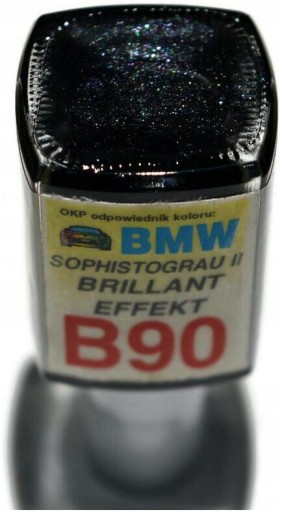 OKP odpowiednik koloru:
BMW
SOPHISTOGRAU II
BRILLANT
EFFEKT
B90